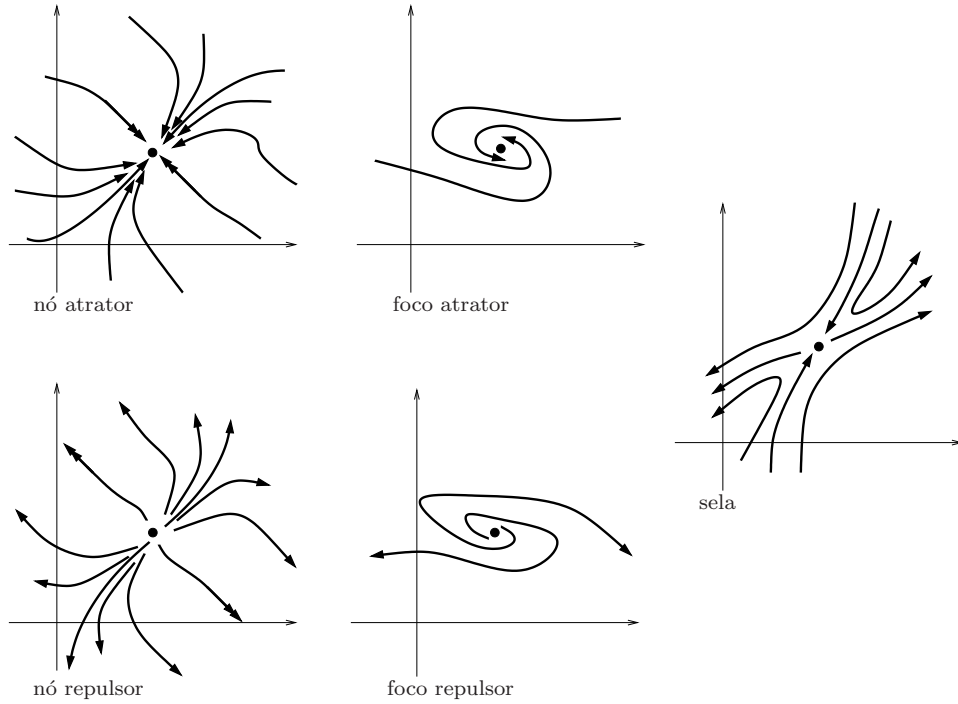 nó atrator
foco atrator
sela
nó repulsor
foco repulsor